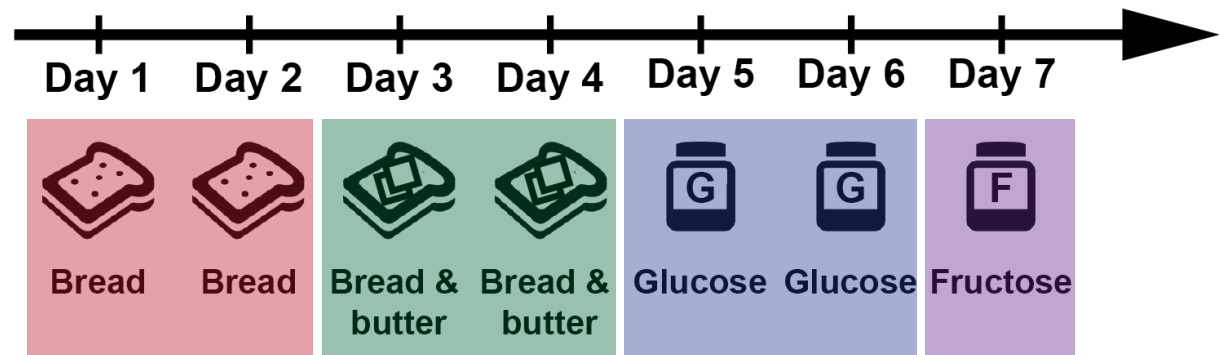 Day 1 Day 2 Day 3 Day 4 Day 5 Day 6 Day 7
G G F
Bread Bread Bread & Bread & Glucose Glucose Fructose
butter butter